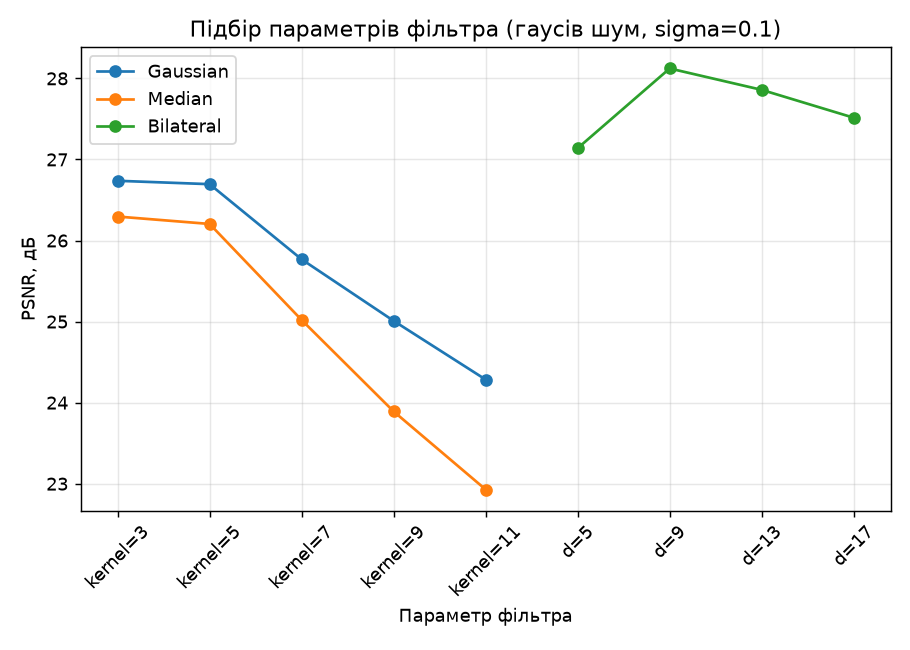 Підбір параметрів фільтра (гаусів шум, sigma=0.1)
Gaussian
Median
Bilateral
PSNR, дБ
28
27
26
25
24
23
kernel=3
kernel=5
kernel=7
kernel=9
kernel=11
d=5
d=9
d=13
d=17
Параметр фільтра